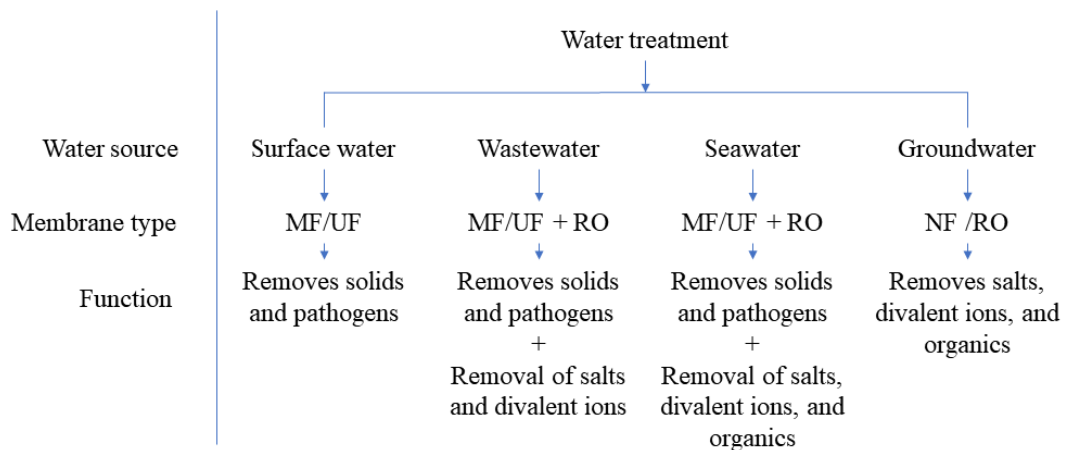 Water treatment
Water source
Surface water
Wastewater
Seawater
Groundwater
Membrane type
MF/UF
MF/UF + RO
MF/UF + RO
NF /RO
Function
Removes solids
and pathogens
Removes solids
and pathogens
+
Removal of salts
and divalent ions
Removes solids
and pathogens
+
Removal of salts,
divalent ions, and
organics
Removes salts,
divalent ions, and
organics